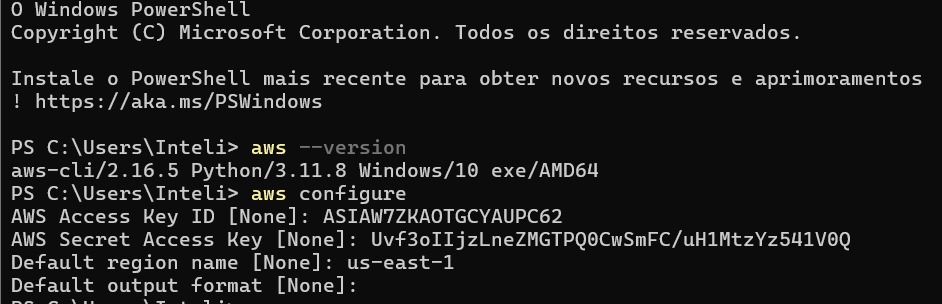 O Windows PowerShell
Copyright (C) Microsoft Corporation. Todos os direitos reservados.
Instale o PowerShell mais recente para obter novos recursos e aprimoramentos
! https://aka.ms/PSWindows
PS C:\Users\Inteli> aws --version
aws-cli/2.16.5 Python/3.11.8 Windows/10 exe/AMD64
PS C:\Users\Inteli> aws configure
AWS Access Key ID [None]: ASIAW7ZKAOTGCYAUPC62
AWS Secret Access Key [None]: Uvf3oIIjzLneZMGTPQ0CwSmFC/uH1MtzYz541V0Q
Default region name [None]: us-east-1
Default output format [None]: